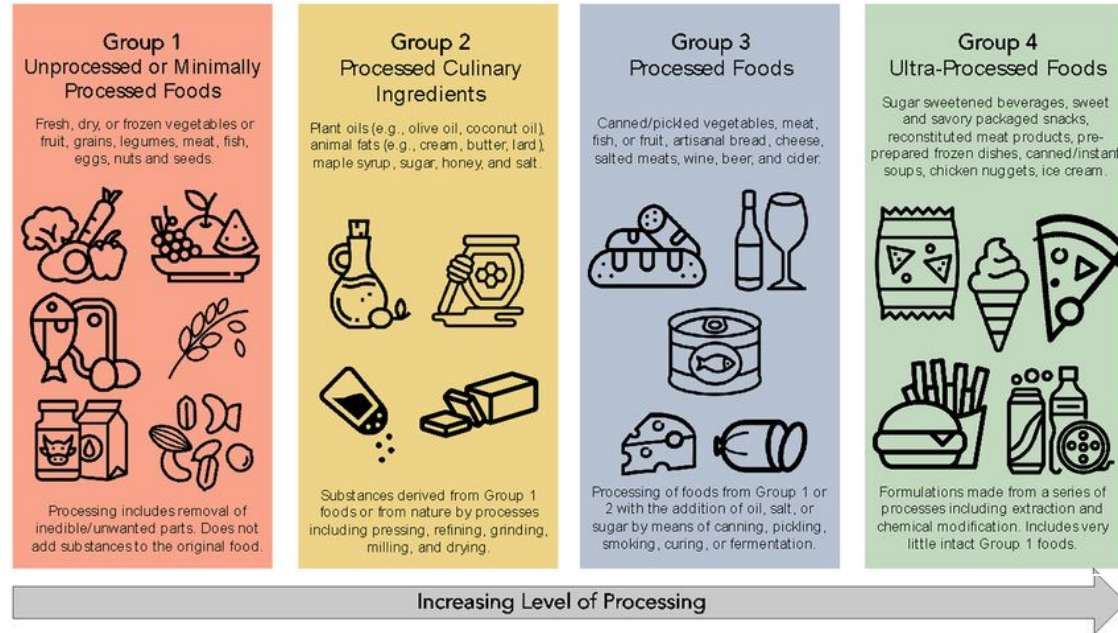 Group 1
Unprocessed or Minimally
Processed Foods
Fresh, dry, or frozen vegetables or
fruit, grains, legumes, meat, fish,
eggs, nuts and seeds.
Processing includes removal of
inedible/unwanted parts. Does not
add substances to the original food.
Group 2
Processed Culinary
Ingredients
Plant oils (e.g., olive oil, coconut oil),
animal fats (e.g., cream, butter, lard),
maple syrup, sugar, honey, and salt.
Substances derived from Group 1
foods or from nature by processes
including pressing, refining, grinding,
milling, and drying.
Group 3
Processed Foods
Canned/pickled vegetables, meat,
fish, or fruit, artisanal bread, cheese,
salted meats, wine, beer, and cider.
Processing of foods from Group 1 or
2 with the addition of oil, salt, or
sugar by means of canning, pickling,
smoking, curing, or fermentation.
Group 4
Ultra-Processed Foods
Sugar sweetened beverages, sweet
and savory packaged snacks,
reconstituted meat products, pre-
prepared frozen dishes, canned/instant
soups, chicken nuggets, ice cream.
Formulations made from a series of
processes including extraction and
chemical modification. Includes very
little intact Group 1 foods.
Increasing Level of Processing